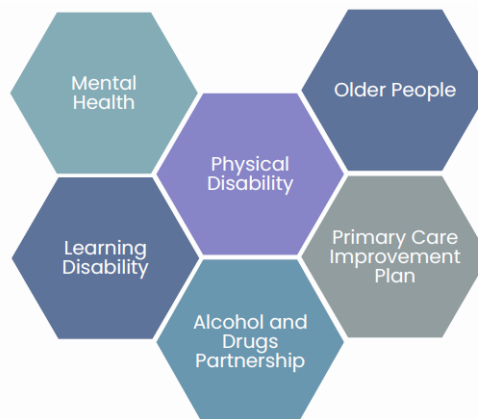 Mental
Health
Older People
Physical
Disability
Learning
Disability
Primary Care
Improvement
Plan
Alcohol and
Drugs
Partnership